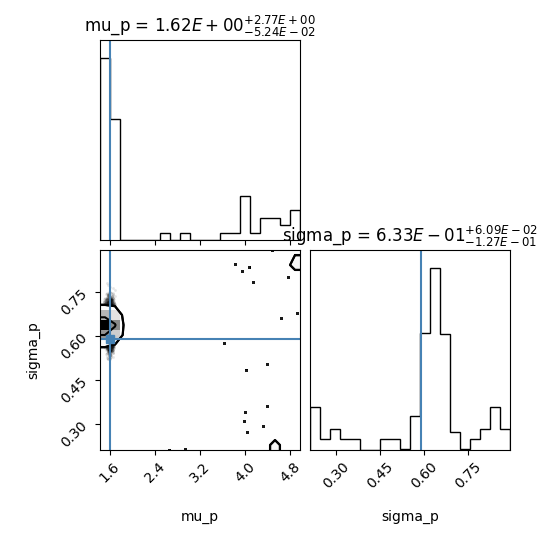 mu_p = 1.62E + 00+2.77E + 00
−5.24E − 02
sigma_p = 6.33E − 01+6.09E − 02
−1.27E − 01
0.75
0.60
0.45
0.30
sigma_p
1.6 2.4 3.2 4.0 4.8
0.30 0.45 0.60 0.75
mu_p
sigma_p